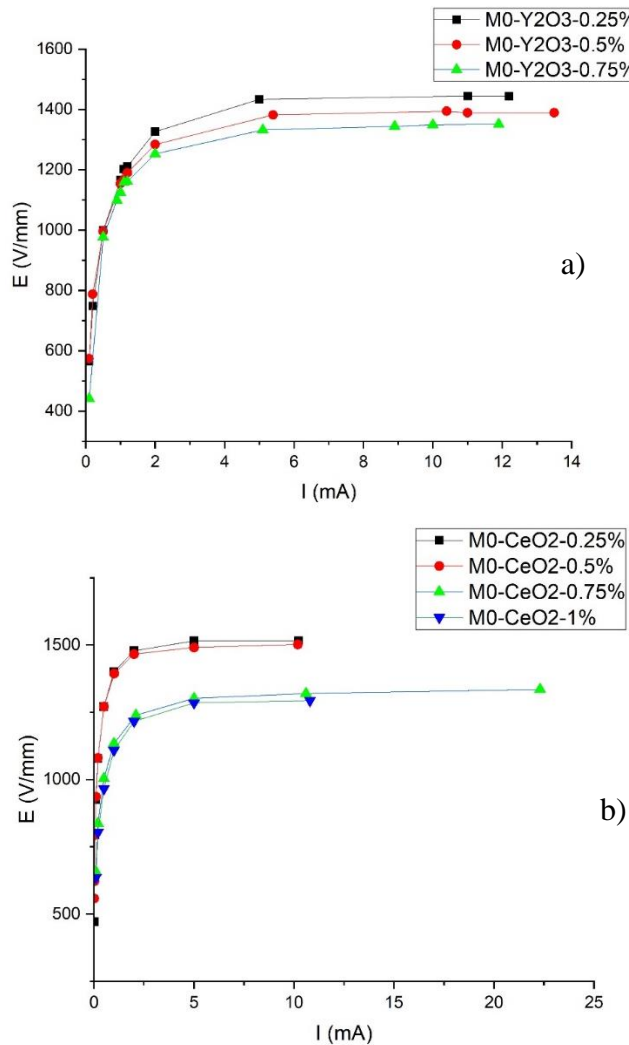 M0-Y2O3-0.25%
M0-Y2O3-0.5%
M0-Y2O3-0.75%
1600
1400
1200
1000
800
600
400
E (V/mm)
a)
0 2 4 6 8 10 12 14
I (mA)
M0-CeO2-0.25%
M0-CeO2-0.5%
M0-CeO2-0.75%
M0-CeO2-1%
1500
1000
500
E (V/mm)
b)
0 5 10 15 20 25
I (mA)